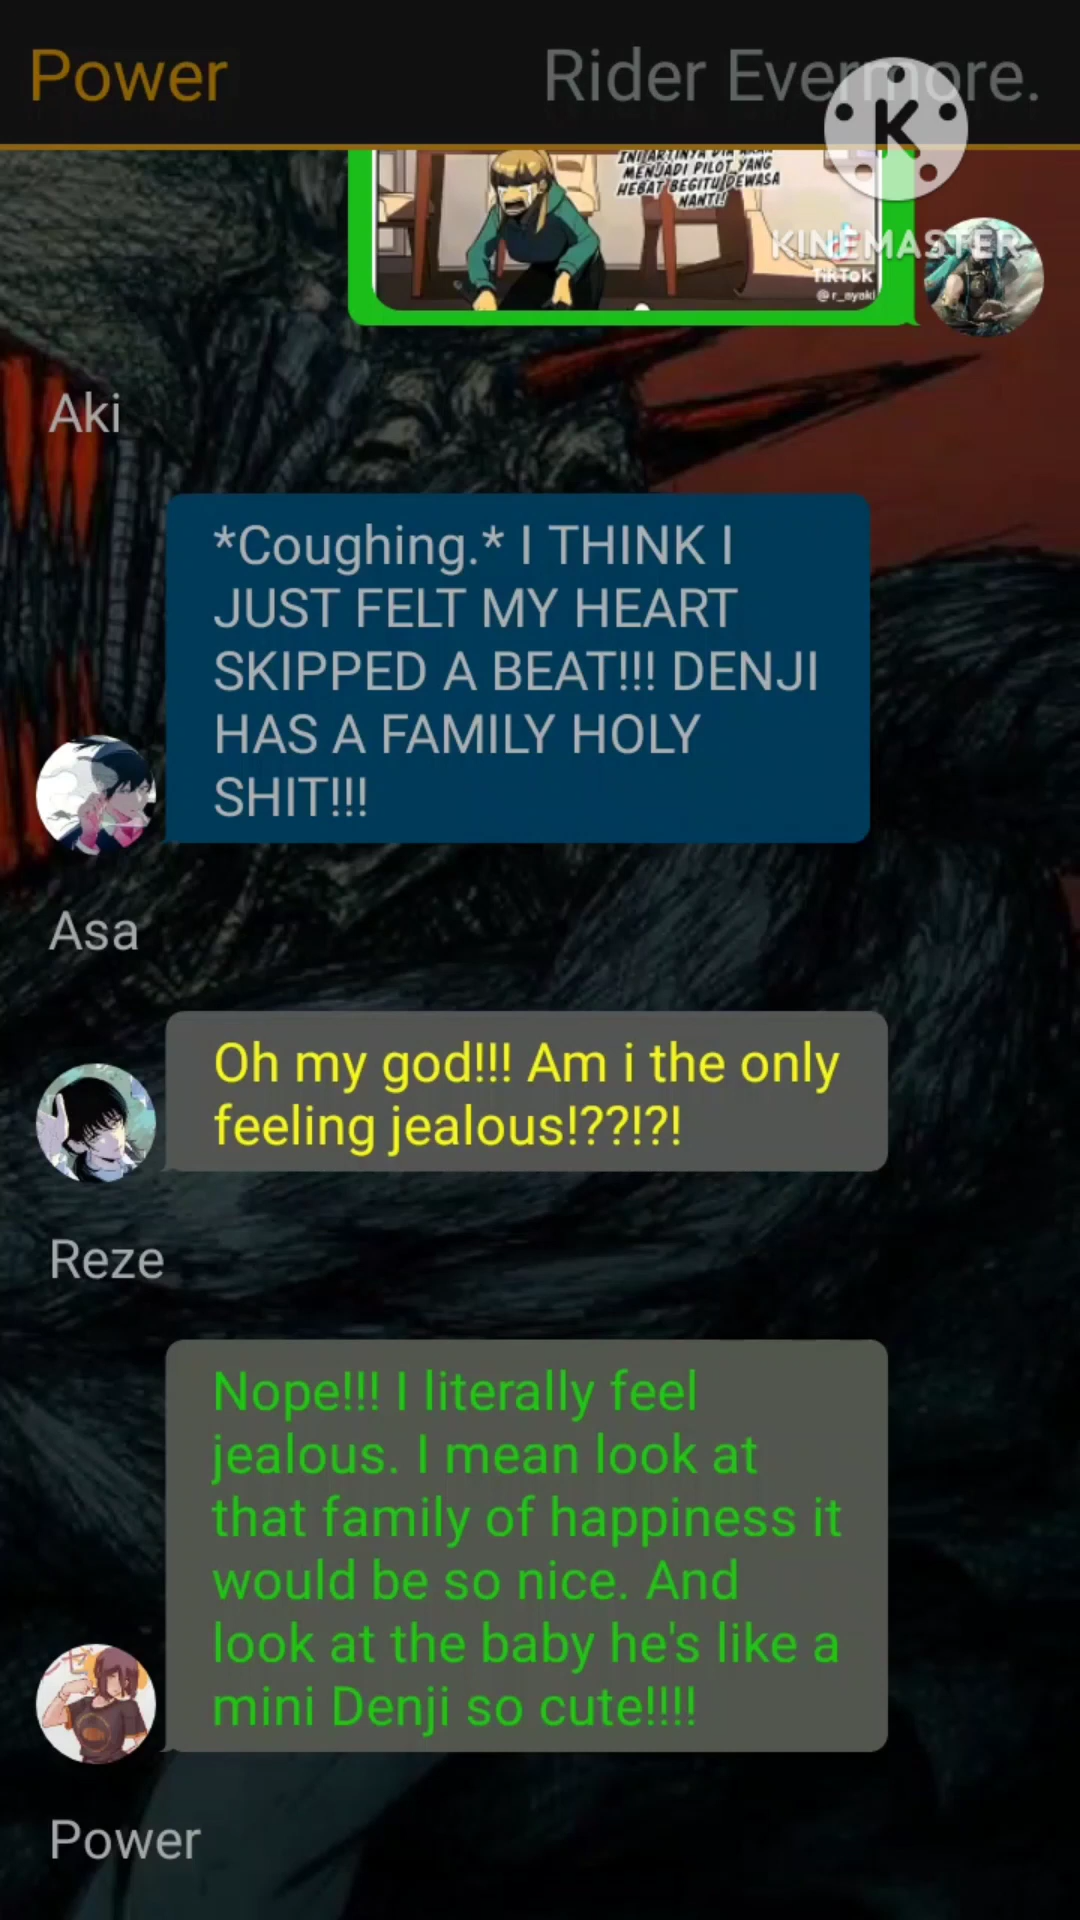 Power
Rider Evermore.
K
INI ARTINYA DIA AKAN
MENJADI PILOT YANG
HEBAT BEGITU DEWASA
NANTI!
KINEMASTER
TikTok
@r_ayaki
Aki
*Coughing.* I THINK I
JUST FELT MY HEART
SKIPPED A BEAT!!! DENJI
HAS A FAMILY HOLY
SHIT!!!
Asa
Oh my god!!! Am i the only
feeling jealous!??!?!
Reze
Nope!!! I literally feel
jealous. I mean look at
that family of happiness it
would be so nice. And
look at the baby he's like a
mini Denji so cute!!!!
Power